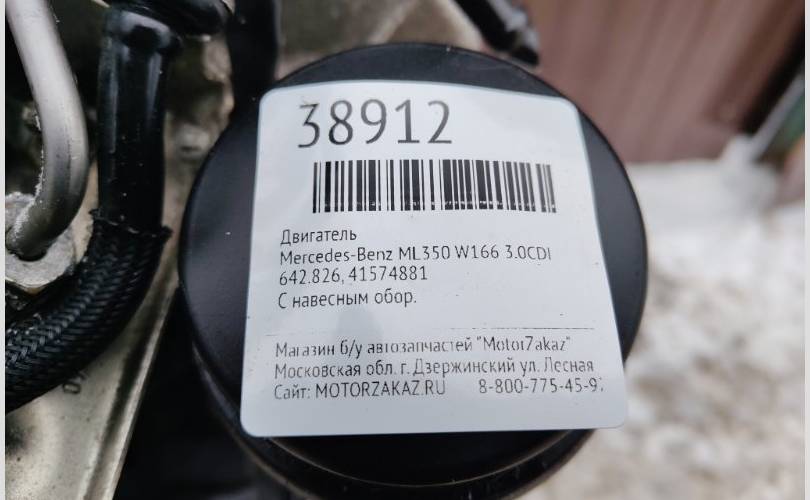 38912
Двигатель
Mercedes-Benz ML350 W166 3.0CDI
642.826, 41574881
С навесным обор.
Магазин б/у автозапчастей "MotorZakaz"
Московская обл. г. Дзержинский ул. Лесная
Сайт: MOTORZAKAZ.RU 8-800-775-45-9